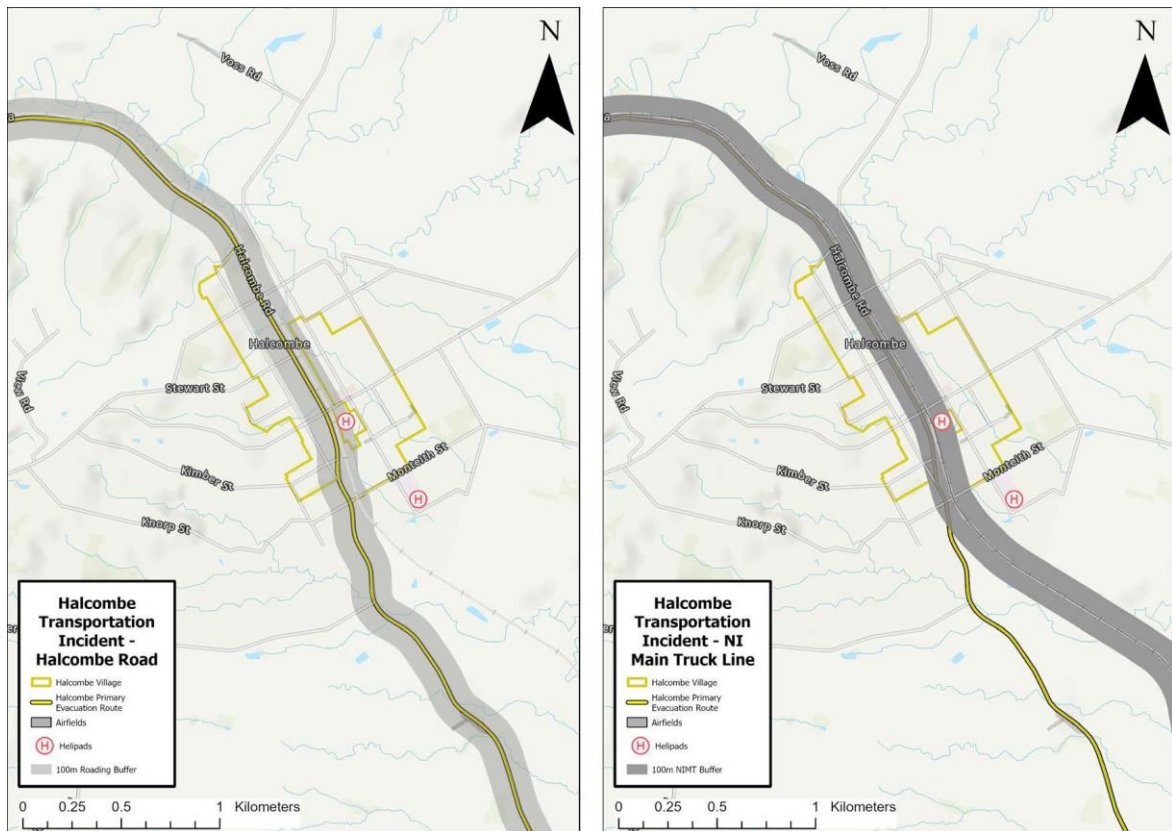 N
Voss Rd
Halcombe Rd
Halcombe
Stewart St
View Rd
Monteith St
Kimber St
Knorp St
H
H
Halcombe
Transportation
Incident -
Halcombe Road
Halcombe Village
Halcombe Primary
Evacuation Route
Airfields
H Helipads
100m Roading Buffer
0 0.25 0.5 1 Kilometers
N
Voss Rd
Halcombe Rd
Halcombe
Stewart St
View Rd
Monteith St
Kimber St
Knorp St
H
H
Halcombe
Transportation
Incident - NI
Main Truck Line
Halcombe Village
Halcombe Primary
Evacuation Route
Airfields
H Helipads
100m NIMT Buffer
0 0.25 0.5 1 Kilometers